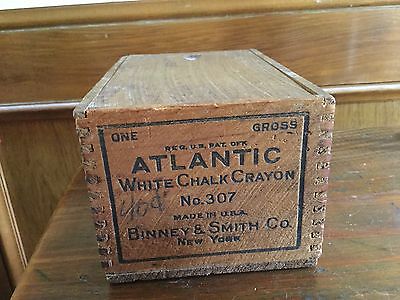 ONE GROSS
REG. U.S. PAT. OFF.
ATLANTIC
WHITE CHALK CRAYON
No. 307
MADE IN U.S.A.
BINNEY & SMITH CO.
NEW YORK